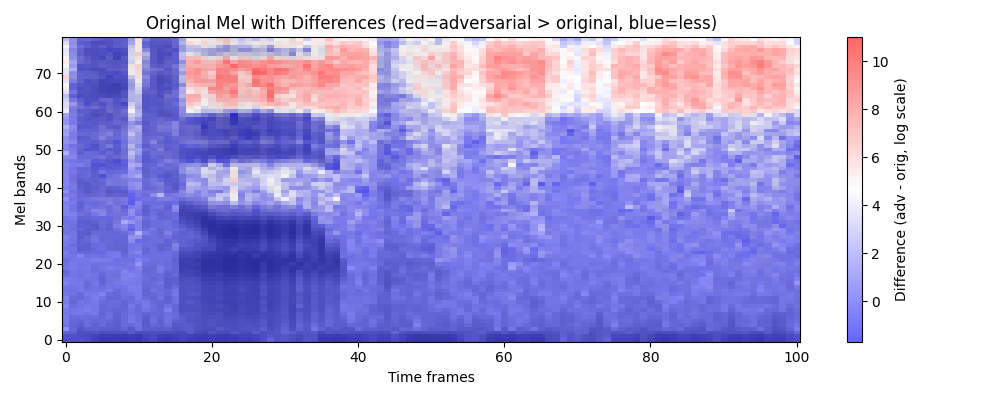 Original Mel with Differences (red=adversarial > original, blue=less)
Mel bands
70
60
50
40
30
20
10
0
0 20 40 60 80 100
Time frames
10
8
6
4
2
0
Difference (adv - orig, log scale)